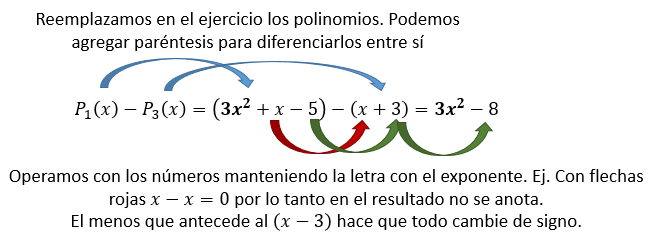 Reemplazamos en el ejercicio los polinomios. Podemos
agregar paréntesis para diferenciarlos entre sí
P₁(x) − P₃(x) = (3x² + x − 5) − (x + 3) = 3x² − 8
Operamos con los números manteniendo la letra con el exponente. Ej. Con flechas
rojas x − x = 0 por lo tanto en el resultado no se anota.
El menos que antecede al (x − 3) hace que todo cambie de signo.